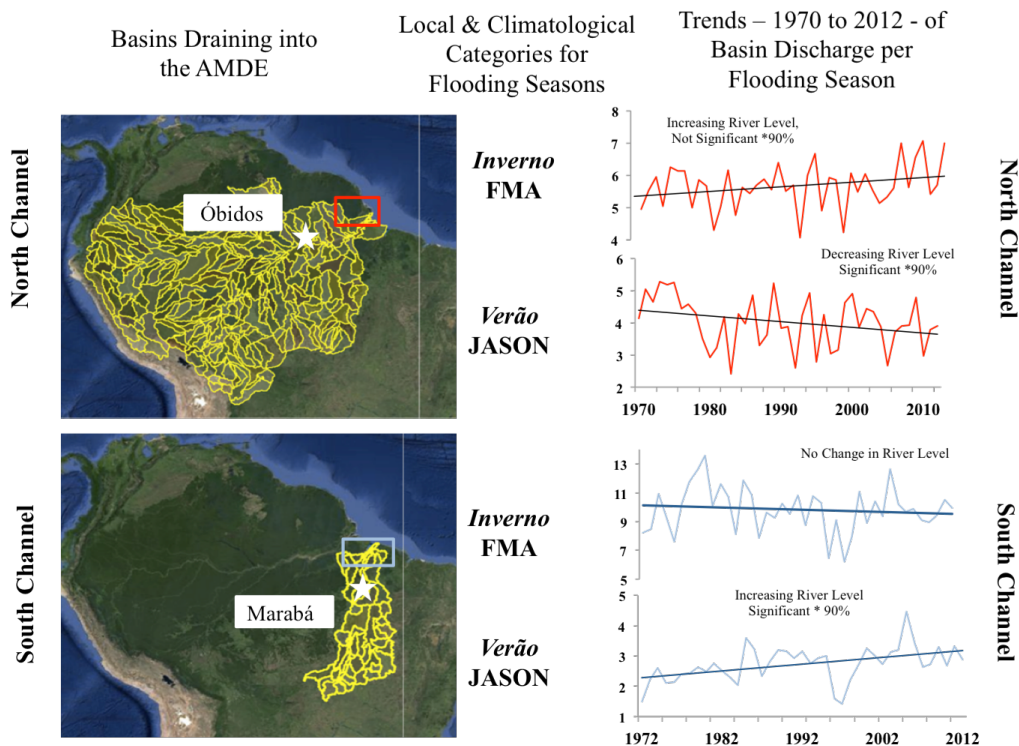 Basins Draining into
the AMDE
Local & Climatological
Categories for
Flooding Seasons
Trends – 1970 to 2012 - of
Basin Discharge per
Flooding Season
North Channel
Óbidos
Inverno
FMA
Verão
JASON
8
7
6
5
4
Increasing River Level,
Not Significant *90%
6
5
4
3
2
Decreasing River Level
Significant *90%
1970
1980
1990
2000
2010
North Channel
South Channel
Marabá
Inverno
FMA
Verão
JASON
13
11
9
7
5
No Change in River Level
5
4
3
2
1
Increasing River Level
Significant * 90%
1972
1982
1992
2002
2012
South Channel